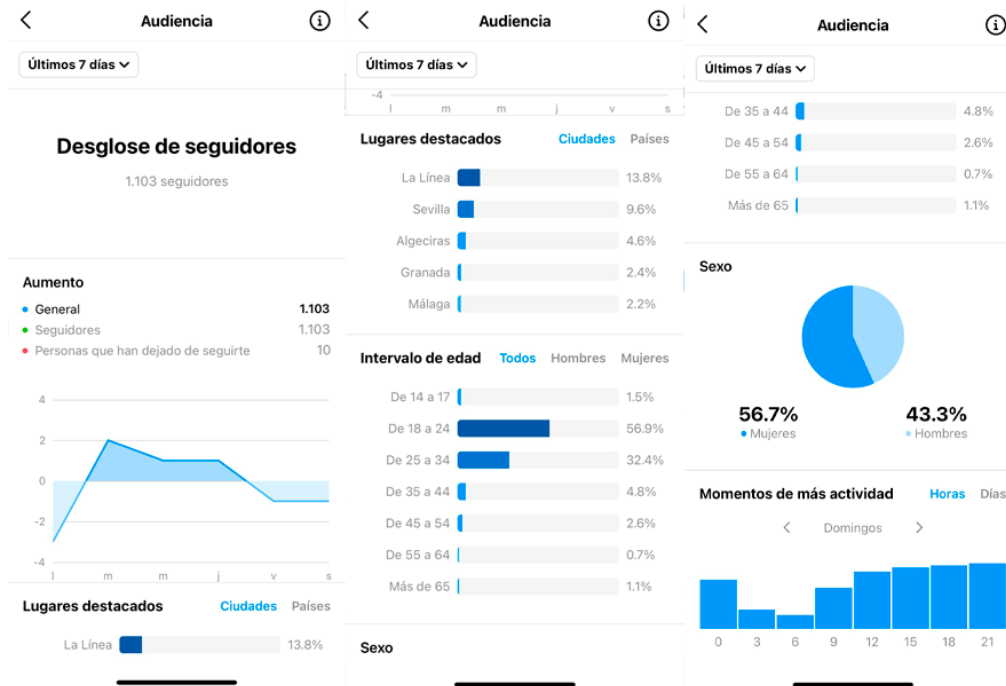 Audiencia
Últimos 7 días
Desglose de seguidores
1.103 seguidores
Aumento
General 1.103
Seguidores 1.103
Personas que han dejado de seguirte 10
4
2
0
-2
-4
l m m j v s
Lugares destacados Ciudades Países
La Línea 13.8%
Audiencia
Últimos 7 días
-4
l m m j v s
Lugares destacados Ciudades Países
La Línea 13.8%
Sevilla 9.6%
Algeciras 4.6%
Granada 2.4%
Málaga 2.2%
Intervalo de edad Todos Hombres Mujeres
De 14 a 17 1.5%
De 18 a 24 56.9%
De 25 a 34 32.4%
De 35 a 44 4.8%
De 45 a 54 2.6%
De 55 a 64 0.7%
Más de 65 1.1%
Sexo
Audiencia
Últimos 7 días
De 35 a 44 4.8%
De 45 a 54 2.6%
De 55 a 64 0.7%
Más de 65 1.1%
Sexo
56.7% 43.3%
Mujeres Hombres
Momentos de más actividad Horas Días
Domingos
0 3 6 9 12 15 18 21